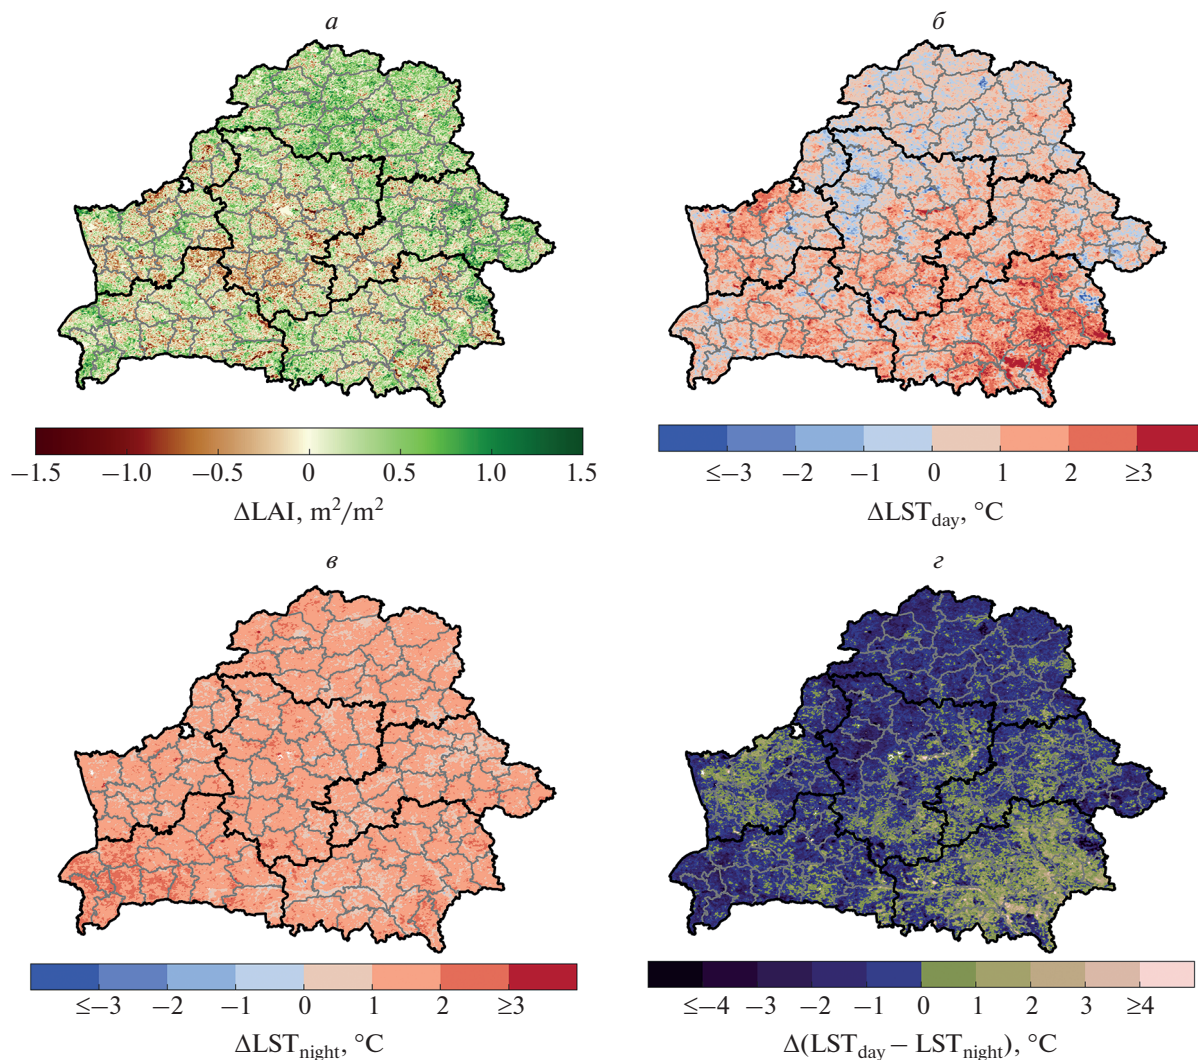 а
б
−1.5 −1.0 −0.5 0 0.5 1.0 1.5
ΔLAI, m²/m²
≤−3 −2 −1 0 1 2 ≥3
ΔLST_day, °C
в
г
≤−3 −2 −1 0 1 2 ≥3
ΔLST_night, °C
≤−4 −3 −2 −1 0 1 2 3 ≥4
Δ(LST_day − LST_night), °C